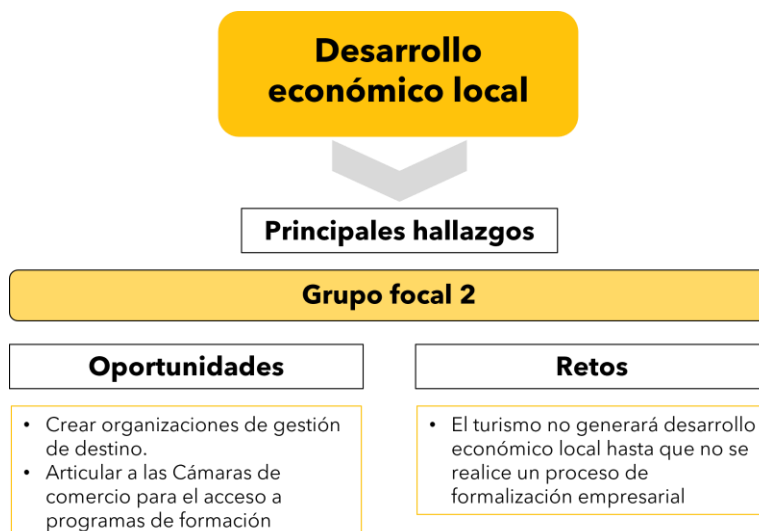 Desarrollo
económico local
Principales hallazgos
Grupo focal 2
Oportunidades
• Crear organizaciones de gestión
de destino.
• Articular a las Cámaras de
comercio para el acceso a
programas de formación
Retos
• El turismo no generará desarrollo
económico local hasta que no se
realice un proceso de
formalización empresarial